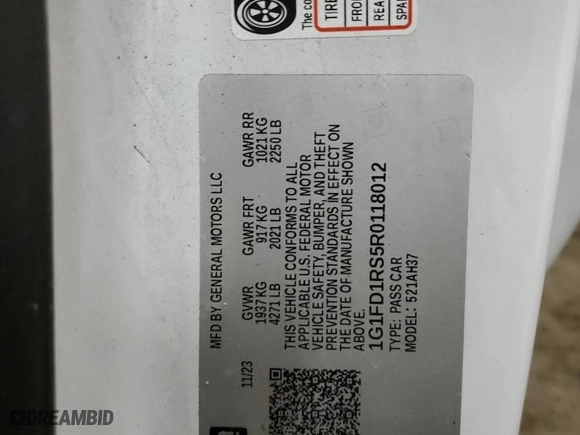 The co
TIRE
FRO
REA
SPA
MFD BY GENERAL MOTORS LLC
11/23
GVWR GAWR FRT GAWR RR
1937 KG 917 KG 1021 KG
4271 LB 2021 LB 2250 LB
THIS VEHICLE CONFORMS TO ALL
APPLICABLE U.S. FEDERAL MOTOR
VEHICLE SAFETY, BUMPER, AND THEFT
PREVENTION STANDARDS IN EFFECT ON
THE DATE OF MANUFACTURE SHOWN
ABOVE.
1G1FD1RS5R0118012
TYPE: PASS CAR
MODEL: 521AH37
DREAMBID